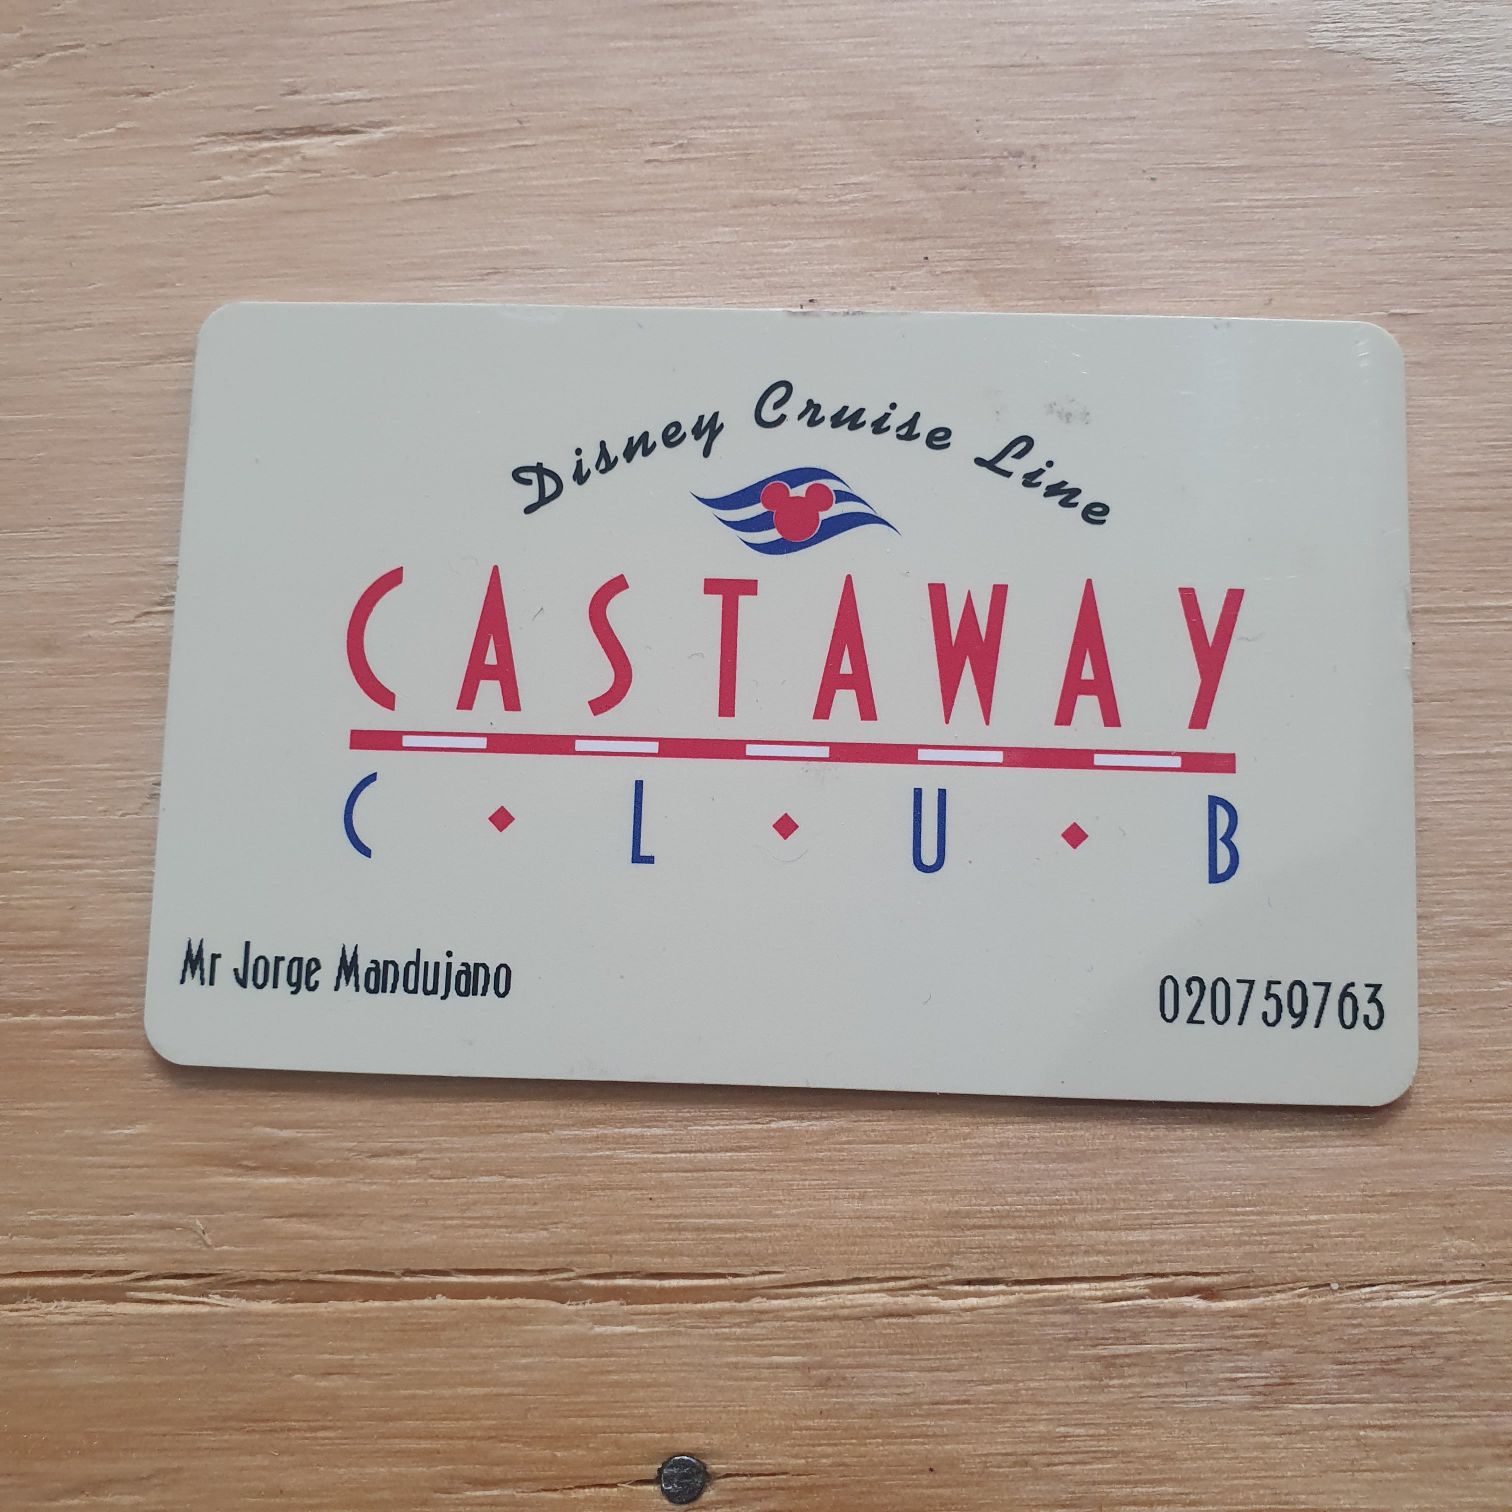 Disney Cruise Line
CASTAWAY
C • L • U • B
Mr Jorge Mandujano
020759763